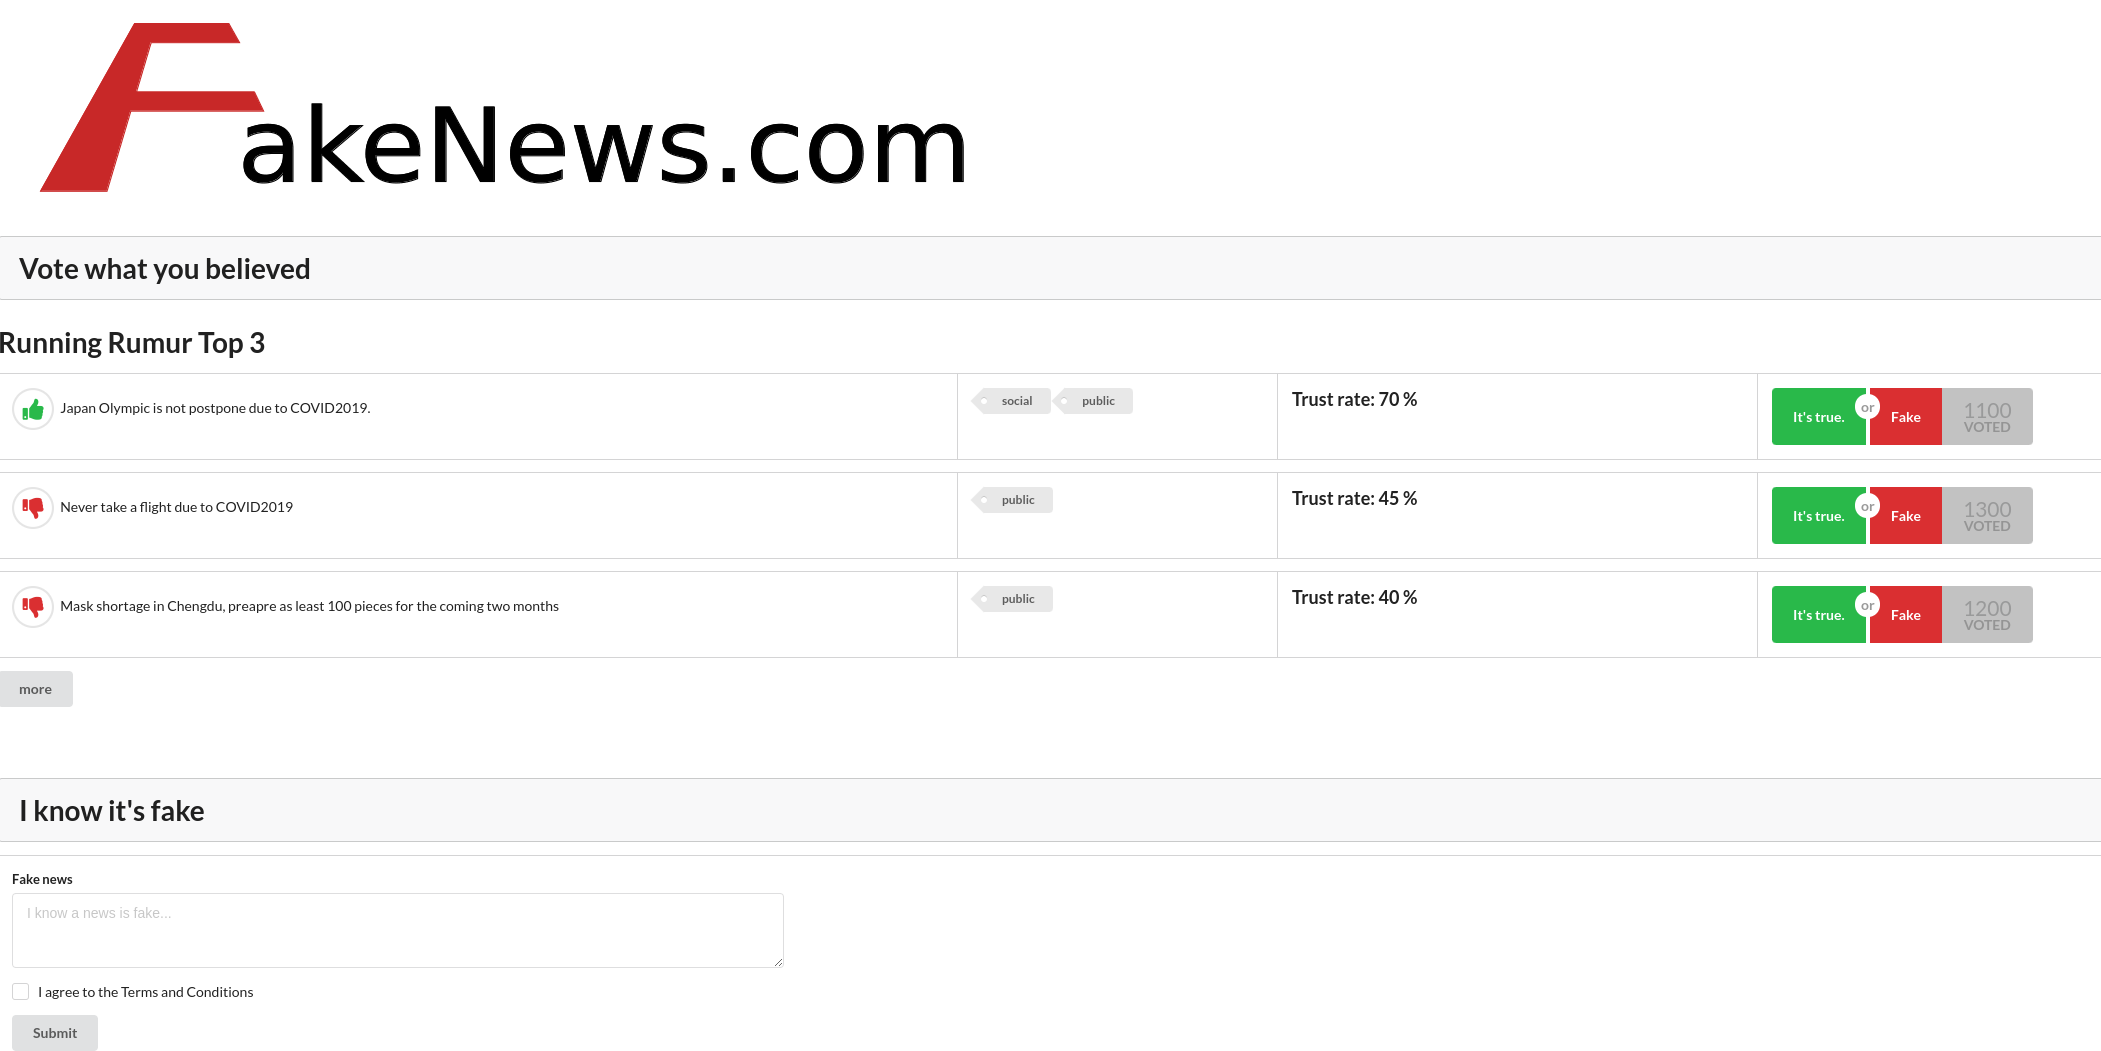 FakeNews.com
Vote what you believed
Running Rumur Top 3
Japan Olympic is not postpone due to COVID2019.
social
public
Trust rate: 70 %
It's true.
or
Fake
1100
VOTED
Never take a flight due to COVID2019
public
Trust rate: 45 %
It's true.
or
Fake
1300
VOTED
Mask shortage in Chengdu, preapre as least 100 pieces for the coming two months
public
Trust rate: 40 %
It's true.
or
Fake
1200
VOTED
more
I know it's fake
Fake news
I know a news is fake...
I agree to the Terms and Conditions
Submit